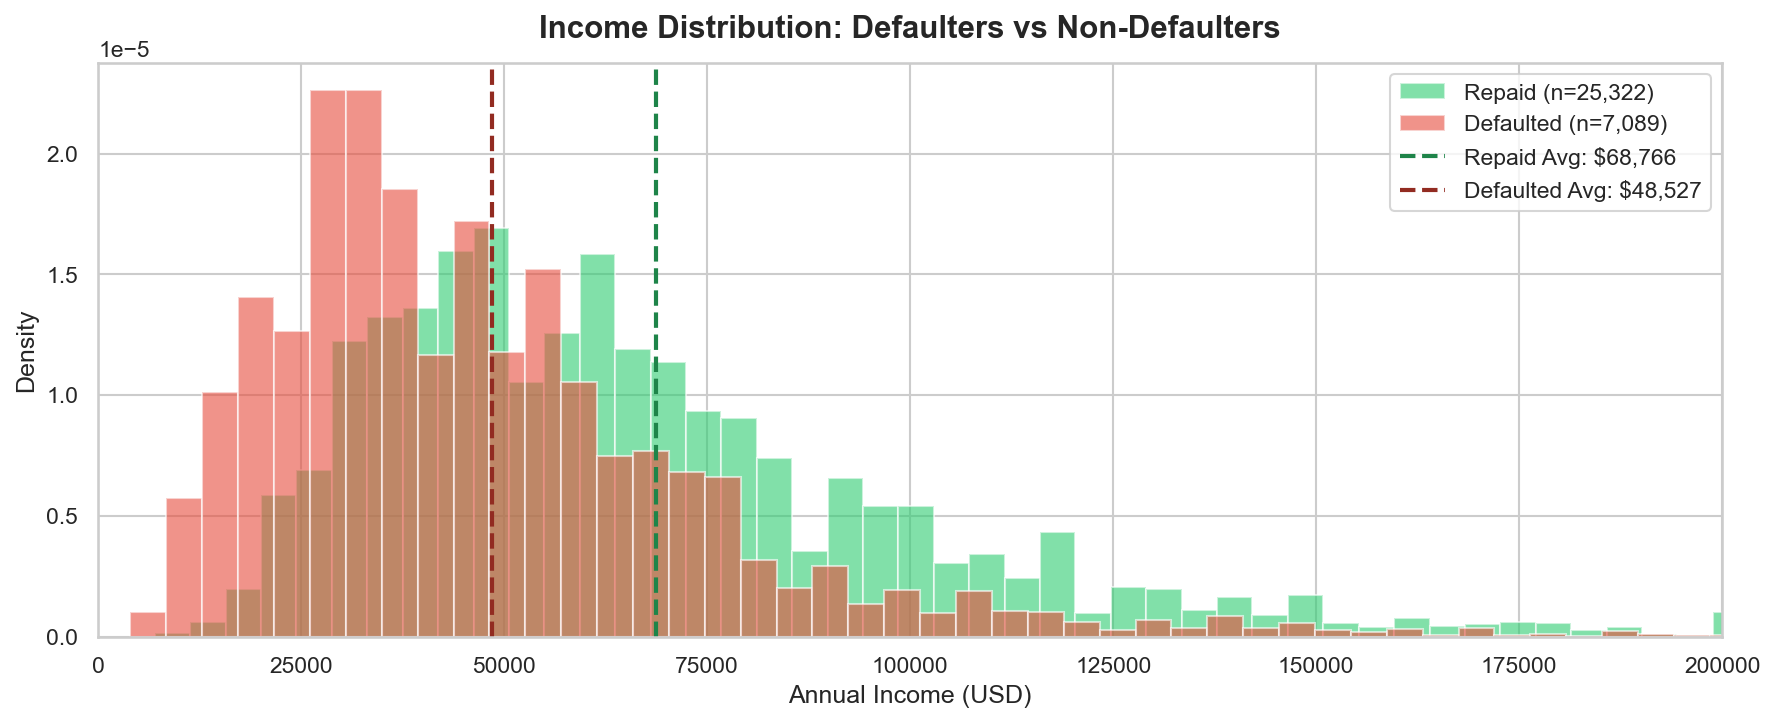 Income Distribution: Defaulters vs Non-Defaulters
1e−5
Repaid (n=25,322)
Defaulted (n=7,089)
Repaid Avg: $68,766
Defaulted Avg: $48,527
2.0
1.5
1.0
0.5
0.0
Density
0 25000 50000 75000 100000 125000 150000 175000 200000
Annual Income (USD)